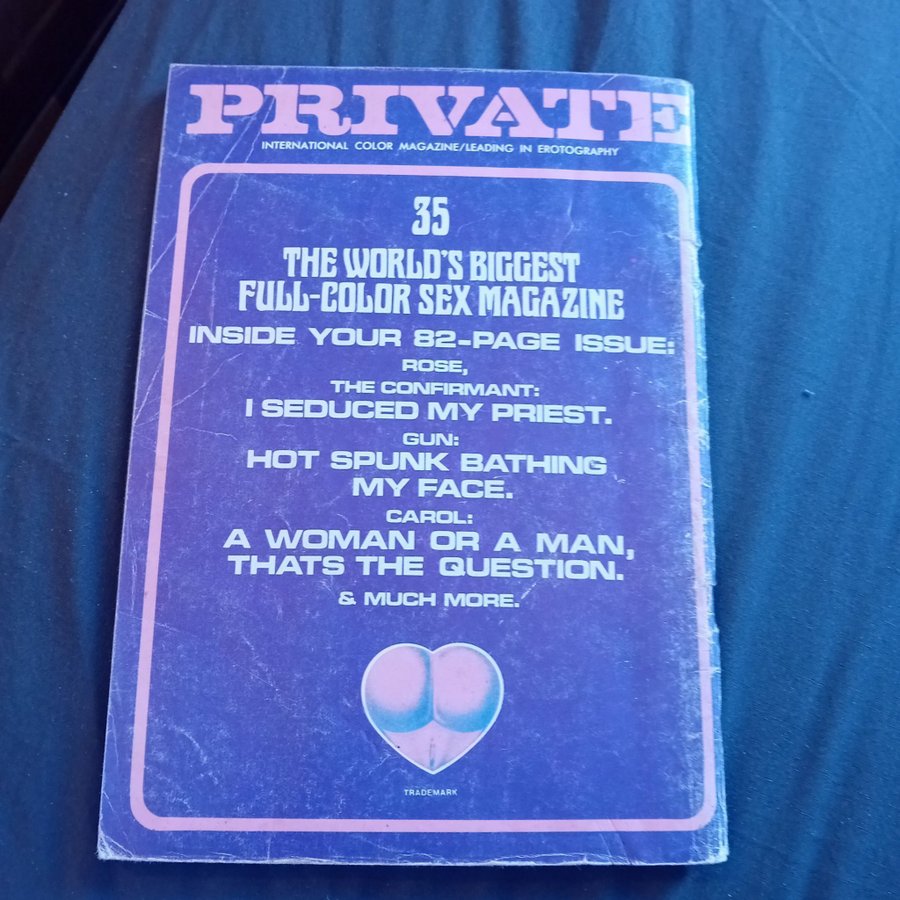 PRIVATE
INTERNATIONAL COLOR MAGAZINE/LEADING IN EROTOGRAPHY
35
THE WORLD'S BIGGEST
FULL-COLOR SEX MAGAZINE
INSIDE YOUR 82-PAGE ISSUE:
ROSE,
THE CONFIRMANT:
I SEDUCED MY PRIEST.
GUN:
HOT SPUNK BATHING
MY FACE.
CAROL:
A WOMAN OR A MAN,
THATS THE QUESTION.
& MUCH MORE.
TRADEMARK